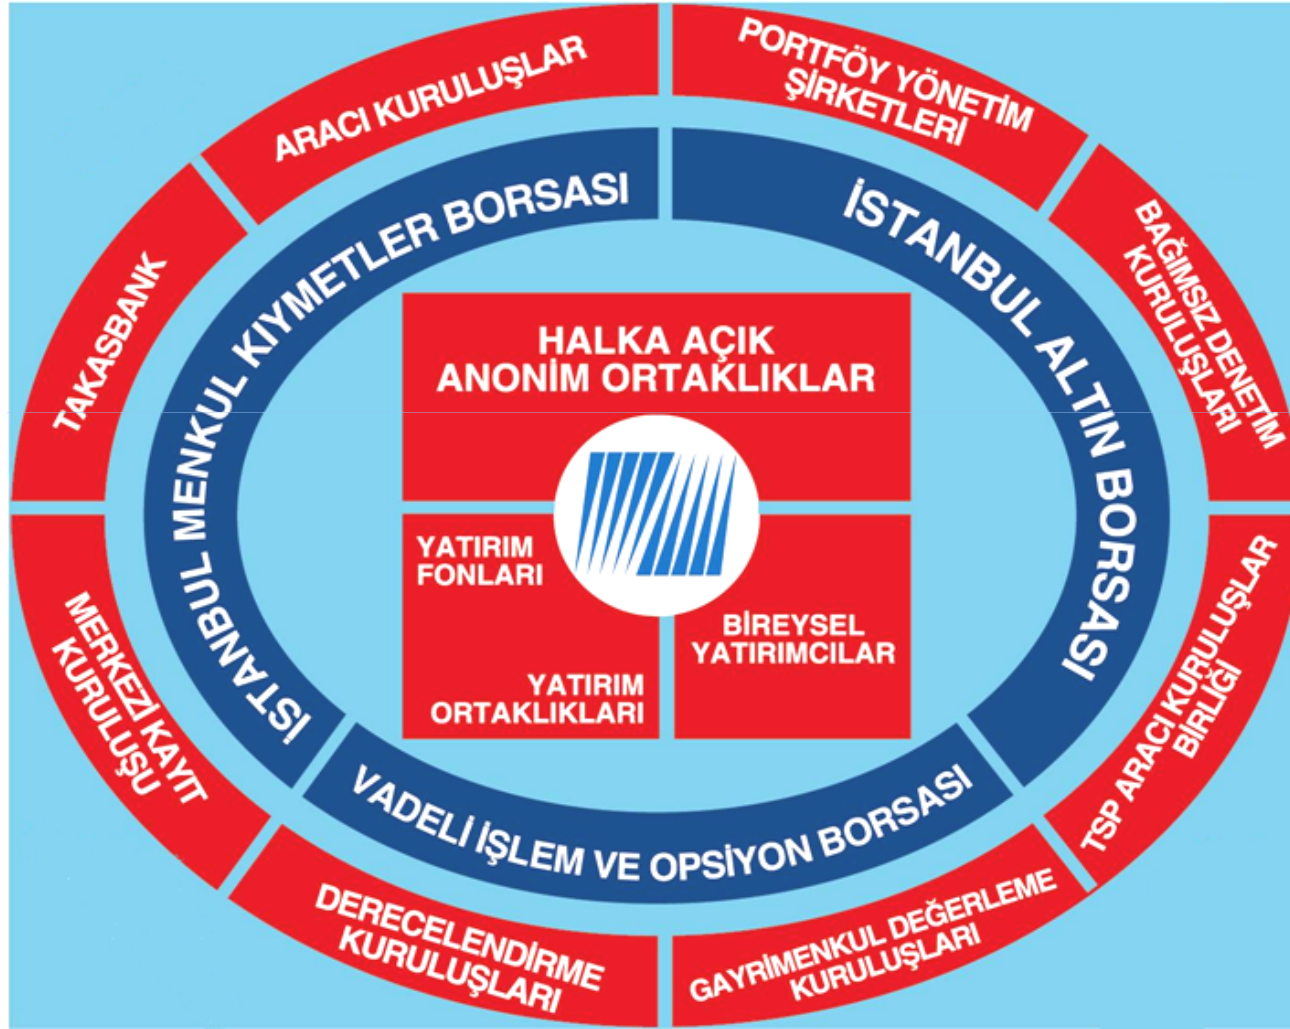 ARACI KURULUŞLAR
PORTFÖY YÖNETİM
ŞİRKETLERİ
BAĞIMSIZ DENETİM
KURULUŞLARI
TSP ARACI KURULUŞLAR
BİRLİĞİ
GAYRİMENKUL DEĞERLEME
KURULUŞLARI
DERECELENDİRME
KURULUŞLARI
MERKEZİ KAYIT
KURULUŞU
TAKASBANK
İSTANBUL MENKUL KIYMETLER BORSASI
İSTANBUL ALTIN BORSASI
VADELİ İŞLEM VE OPSİYON BORSASI
HALKA AÇIK
ANONİM ORTAKLIKLAR
YATIRIM
FONLARI
YATIRIM
ORTAKLIKLARI
BİREYSEL
YATIRIMCILAR